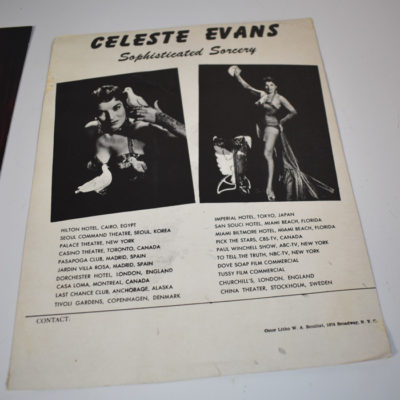 CELESTE EVANS
Sophisticated Sorcery
HILTON HOTEL, CAIRO, EGYPT
SEOUL COMMAND THEATRE, SEOUL, KOREA
PALACE THEATRE, NEW YORK
CASINO THEATRE, TORONTO, CANADA
PASAPOGA CLUB, MADRID, SPAIN
JARDIN VILLA ROSA, MADRID, SPAIN
DORCHESTER HOTEL, LONDON, ENGLAND
CASA LOMA, MONTREAL, CANADA
LAST CHANCE CLUB, ANCHORAGE, ALASKA
TIVOLI GARDENS, COPENHAGEN, DENMARK
IMPERIAL HOTEL, TOKYO, JAPAN
SAN SOUCI HOTEL, MIAMI BEACH, FLORIDA
MIAMI BILTMORE HOTEL, MIAMI BEACH, FLORIDA
PICK THE STARS, CBS-TV, CANADA
PAUL WINCHELL SHOW, ABC-TV, NEW YORK
TO TELL THE TRUTH, NBC-TV, NEW YORK
DOVE SOAP FILM COMMERCIAL
TUSSY FILM COMMERCIAL
CHURCHILL'S, LONDON, ENGLAND
CHINA THEATER, STOCKHOLM, SWEDEN
CONTACT:
Litho W. A. Broadway, N. Y. C.